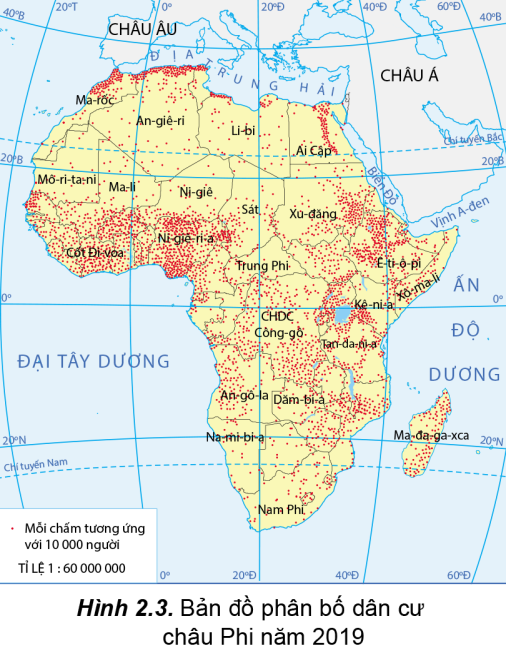 40°B
20°T
0°
20°Đ
40°Đ
60°Đ
40°B
CHÂU ÂU
ĐỊA TRUNG HẢI
CHÂU Á
Ma-rốc
An-giê-ri
Li-bi
Ai Cập
Chí tuyến Bắc
20°B
20°B
Biển Đỏ
Mô-ri-ta-ni
Ma-li
Ni-giê
Sát
Xu-đăng
Vịnh A-đen
Ni-giê-ri-a
Cốt Đi-voa
Trung Phi
Ê-ti-ô-pi
Xô-ma-li
Kê-ni-a
0°
0°
CHDC
Công-gô
Tan-da-ni-a
ẤN
ĐỘ
DƯƠNG
ĐẠI TÂY DƯƠNG
Ăn-gô-la
Dăm-bi-a
Na-mi-bi-a
Ma-đa-ga-xca
20°N
20°N
Chí tuyến Nam
Nam Phi
Mỗi chấm tương ứng
với 10 000 người
TỈ LỆ 1 : 60 000 000
0°
20°Đ
40°Đ
60°Đ
Hình 2.3. Bản đồ phân bố dân cư
châu Phi năm 2019